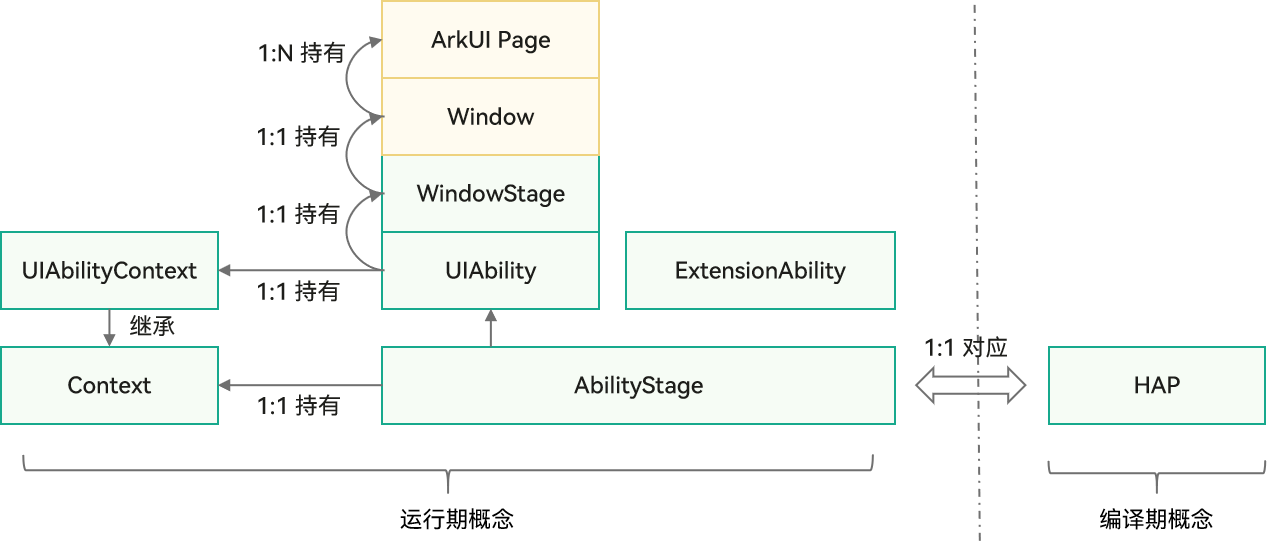 ArkUI Page
1:N 持有
Window
1:1 持有
WindowStage
1:1 持有
UIAbilityContext
UIAbility
ExtensionAbility
1:1 持有
继承
1:1 对应
Context
AbilityStage
HAP
1:1 持有
运行期概念
编译期概念